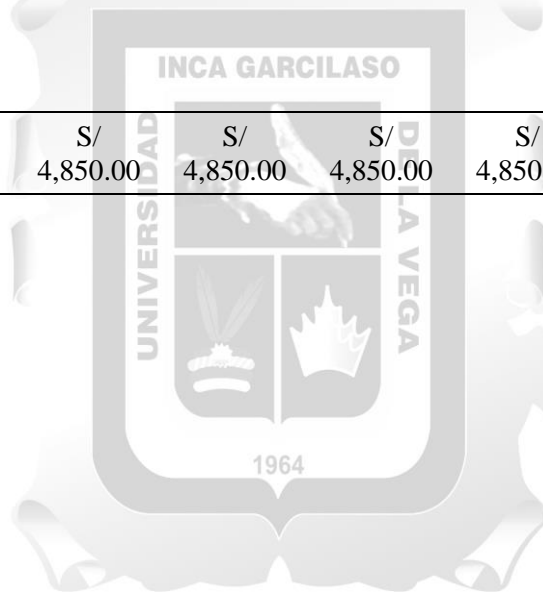 INCA GARCILASO
UNIVERSIDAD
DE LA VEGA
S/ S/ S/ S/
4,850.00 4,850.00 4,850.00 4,850
1964